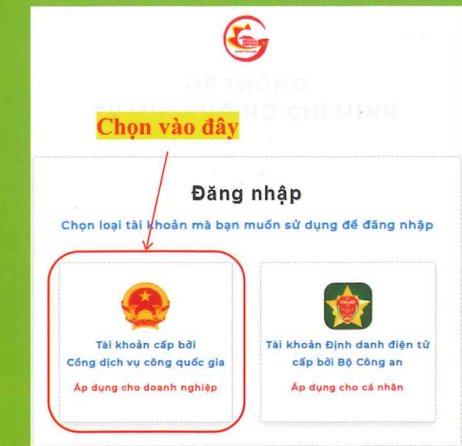 HỆ THỐNG
THÀNH PHỐ HỒ CHÍ MINH
Chọn vào đây
Đăng nhập
Chọn loại tài khoản mà bạn muốn sử dụng để đăng nhập
Tài khoản cấp bởi
Cổng dịch vụ công quốc gia
Áp dụng cho doanh nghiệp
Tài khoản Định danh điện tử
cấp bởi Bộ Công an
Áp dụng cho cá nhân